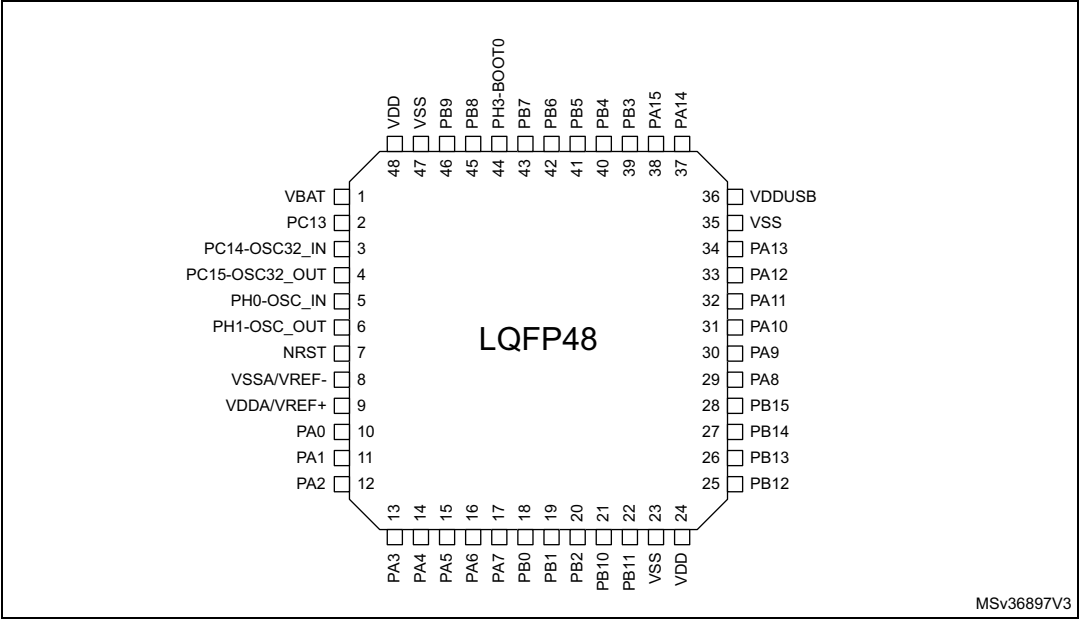 48 VDD
47 VSS
46 PB9
45 PB8
44 PH3-BOOT0
43 PB7
42 PB6
41 PB5
40 PB4
39 PB3
38 PA15
37 PA14
VBAT 1
PC13 2
PC14-OSC32_IN 3
PC15-OSC32_OUT 4
PH0-OSC_IN 5
PH1-OSC_OUT 6
NRST 7
VSSA/VREF- 8
VDDA/VREF+ 9
PA0 10
PA1 11
PA2 12
LQFP48
36 VDDUSB
35 VSS
34 PA13
33 PA12
32 PA11
31 PA10
30 PA9
29 PA8
28 PB15
27 PB14
26 PB13
25 PB12
PA3 13
PA4 14
PA5 15
PA6 16
PA7 17
PB0 18
PB1 19
PB2 20
PB10 21
PB11 22
VSS 23
VDD 24
MSv36897V3